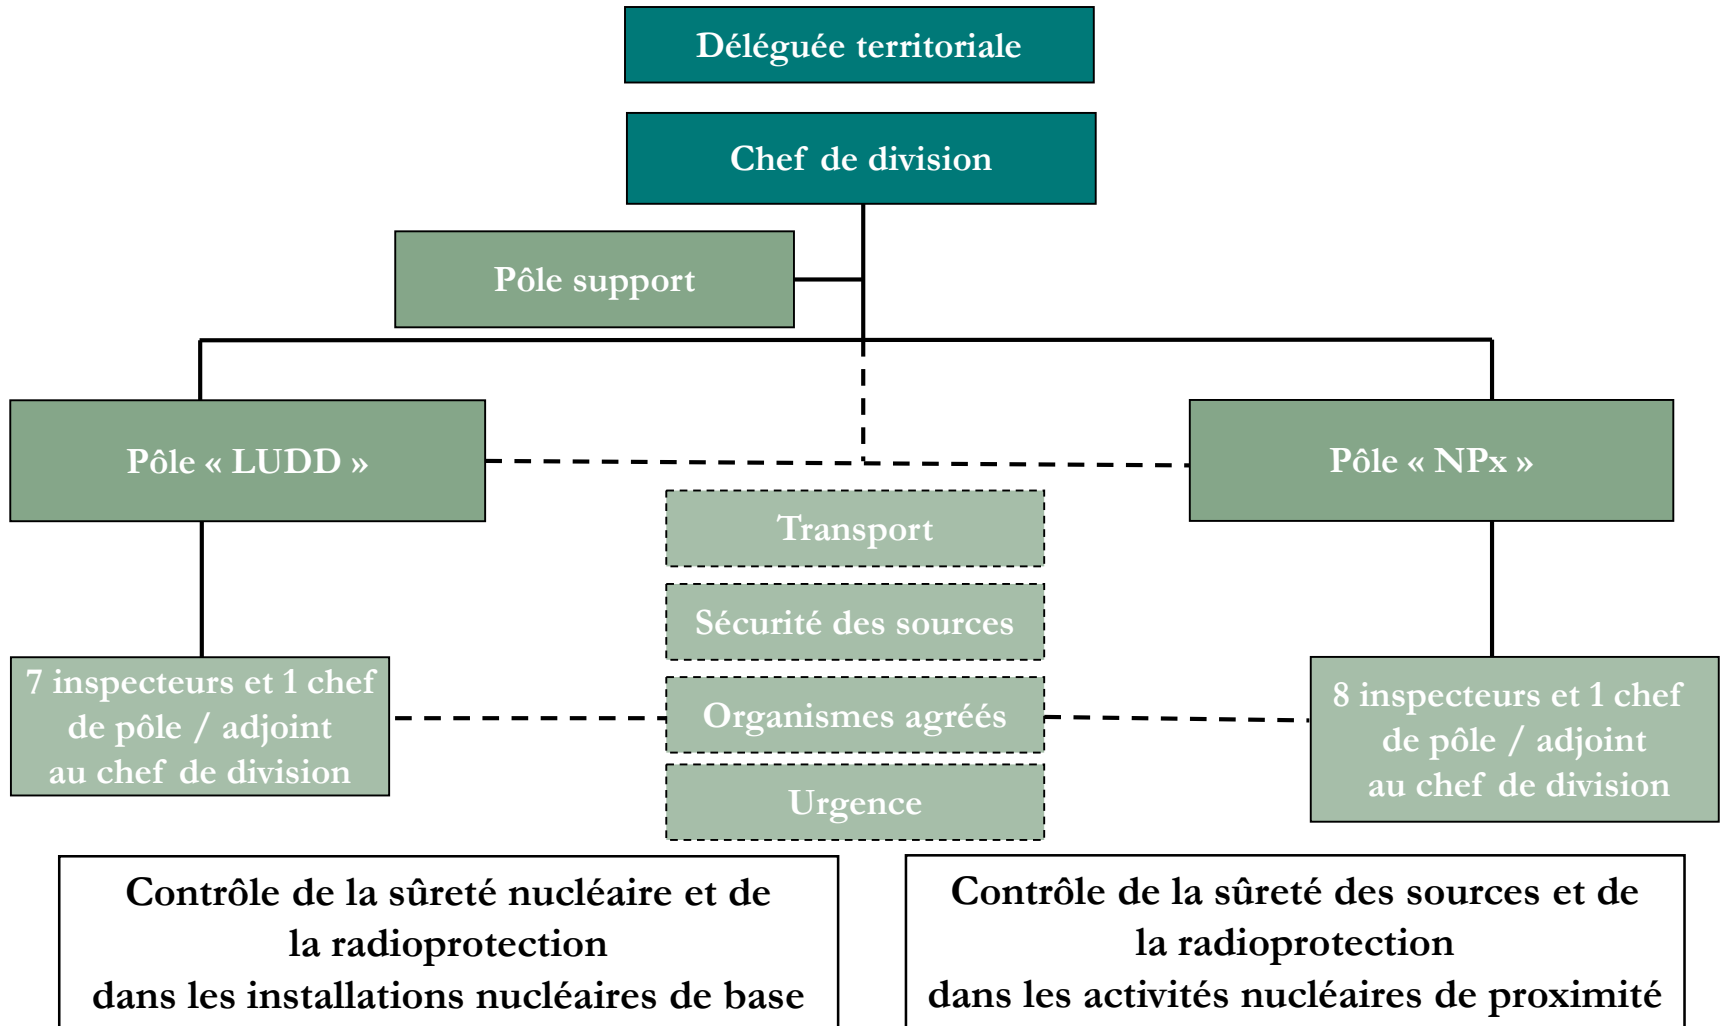 Déléguée territoriale
Chef de division
Pôle support
Pôle « LUDD »
Pôle « NPx »
Transport
Sécurité des sources
Organismes agréés
Urgence
7 inspecteurs et 1 chef
de pôle / adjoint
au chef de division
8 inspecteurs et 1 chef
de pôle / adjoint
au chef de division
Contrôle de la sûreté nucléaire et de
la radioprotection
dans les installations nucléaires de base
Contrôle de la sûreté des sources et de
la radioprotection
dans les activités nucléaires de proximité